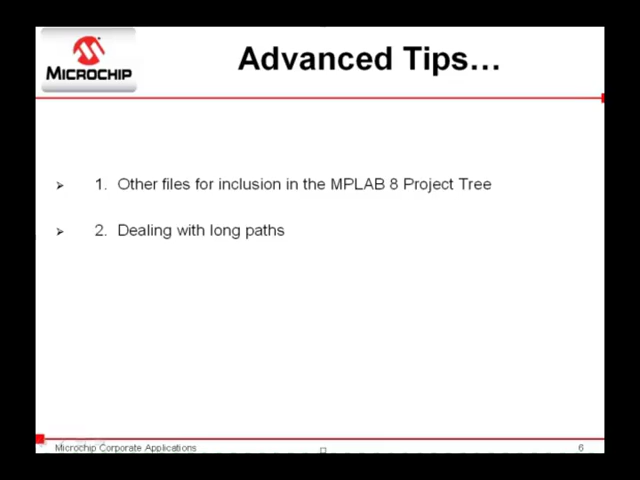 MICROCHIP
Advanced Tips...
1. Other files for inclusion in the MPLAB 8 Project Tree
2. Dealing with long paths
Microchip Corporate Applications
6